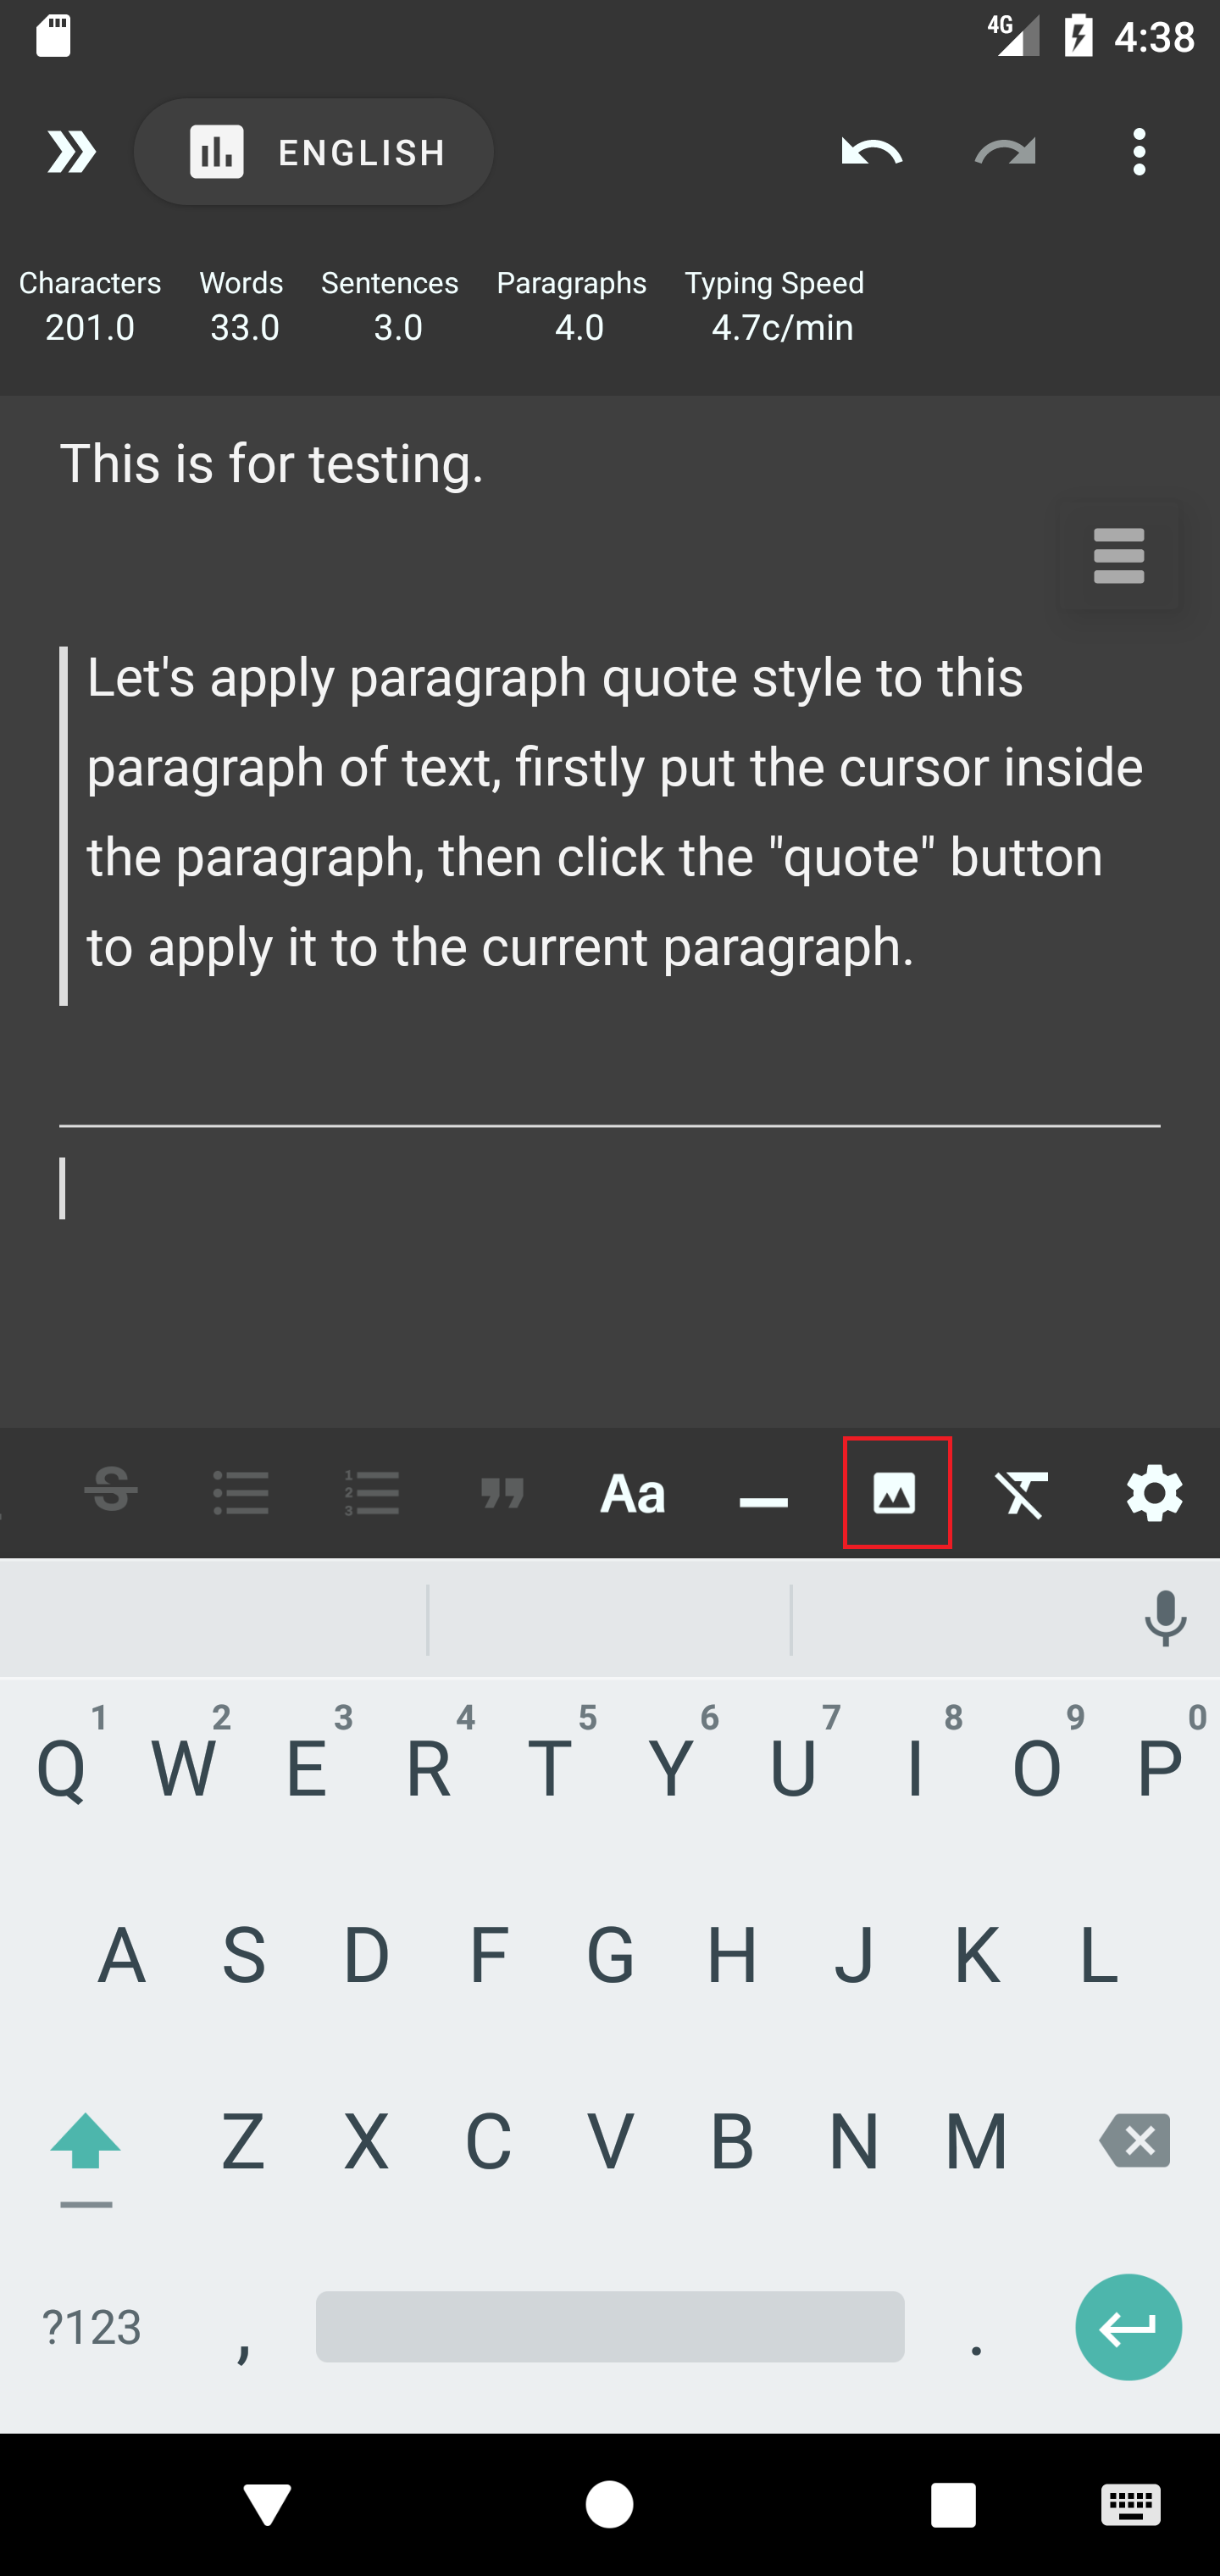 4G 4:38
ENGLISH
Characters Words Sentences Paragraphs Typing Speed
201.0 33.0 3.0 4.0 4.7c/min
This is for testing.
Let's apply paragraph quote style to this
paragraph of text, firstly put the cursor inside
the paragraph, then click the "quote" button
to apply it to the current paragraph.
S 1 2 3 Aa
1 2 3 4 5 6 7 8 9 0
Q W E R T Y U I O P
A S D F G H J K L
Z X C V B N M
?123 , .